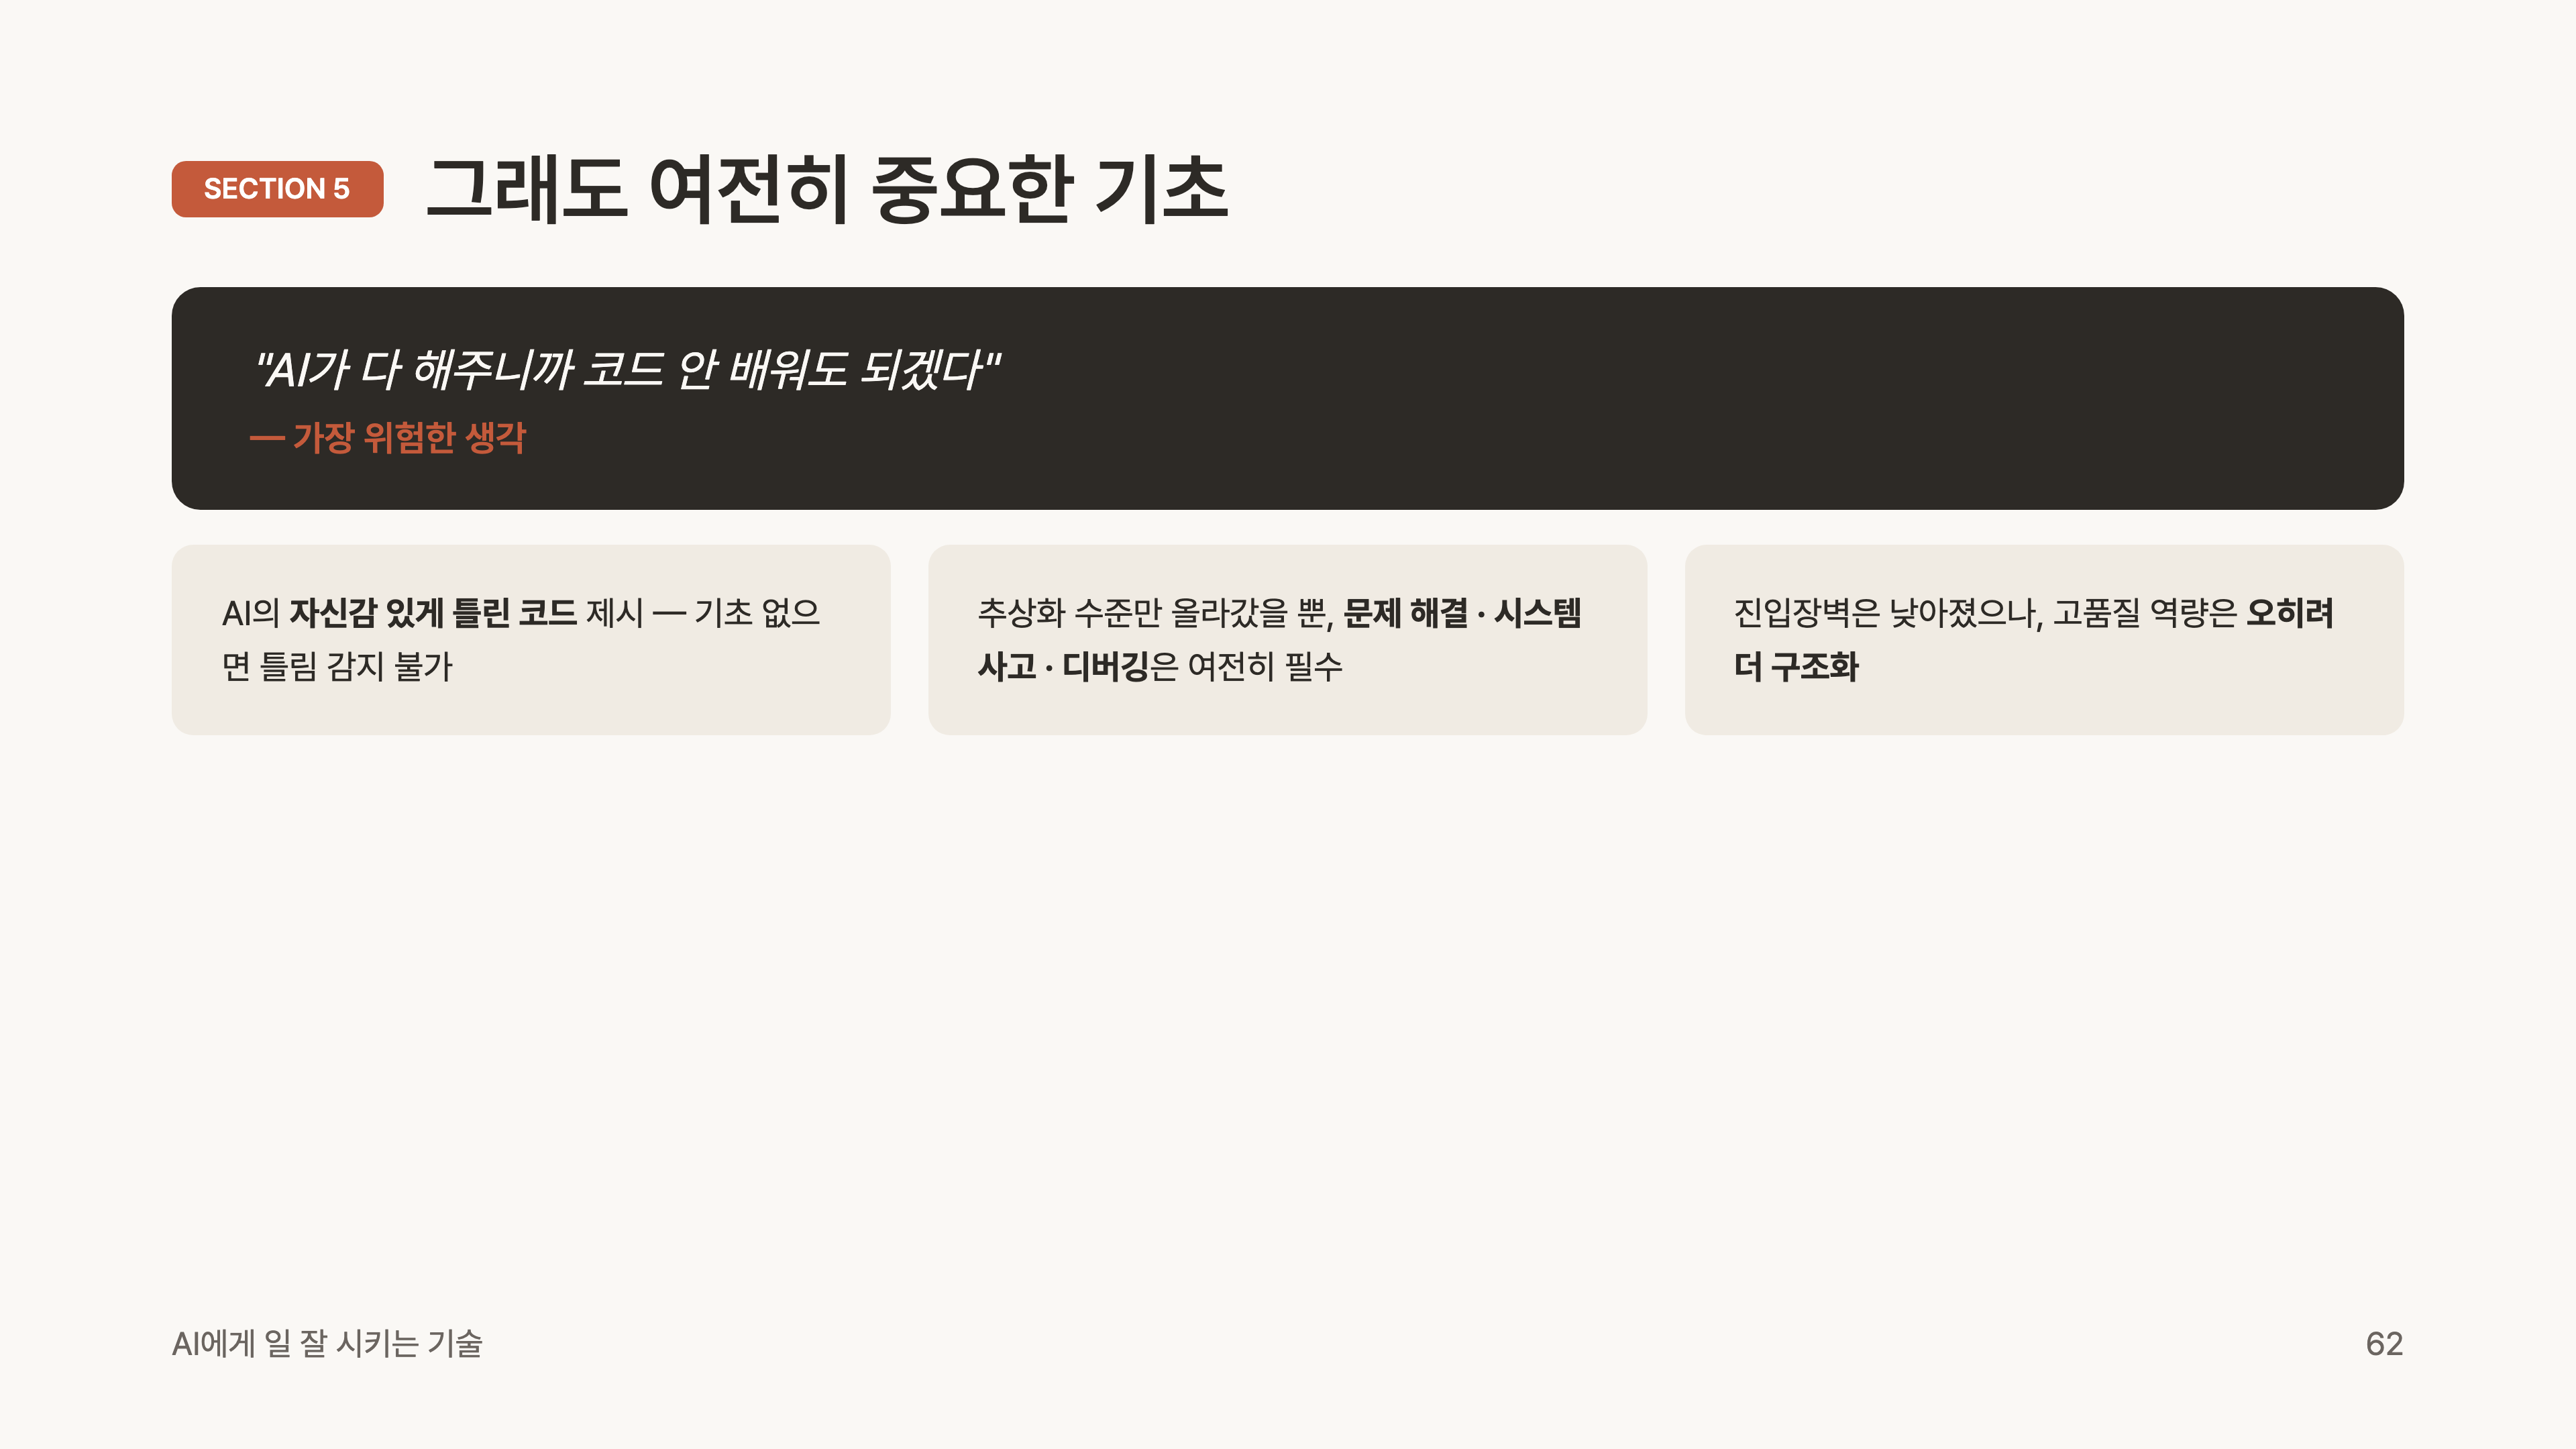 SECTION 5
그래도 여전히 중요한 기초
"AI가 다 해주니까 코드 안 배워도 되겠다"
— 가장 위험한 생각
AI의 자신감 있게 틀린 코드 제시 — 기초 없으
면 틀림 감지 불가
추상화 수준만 올라갔을 뿐, 문제 해결 · 시스템
사고 · 디버깅은 여전히 필수
진입장벽은 낮아졌으나, 고품질 역량은 오히려
더 구조화
AI에게 일 잘 시키는 기술
62